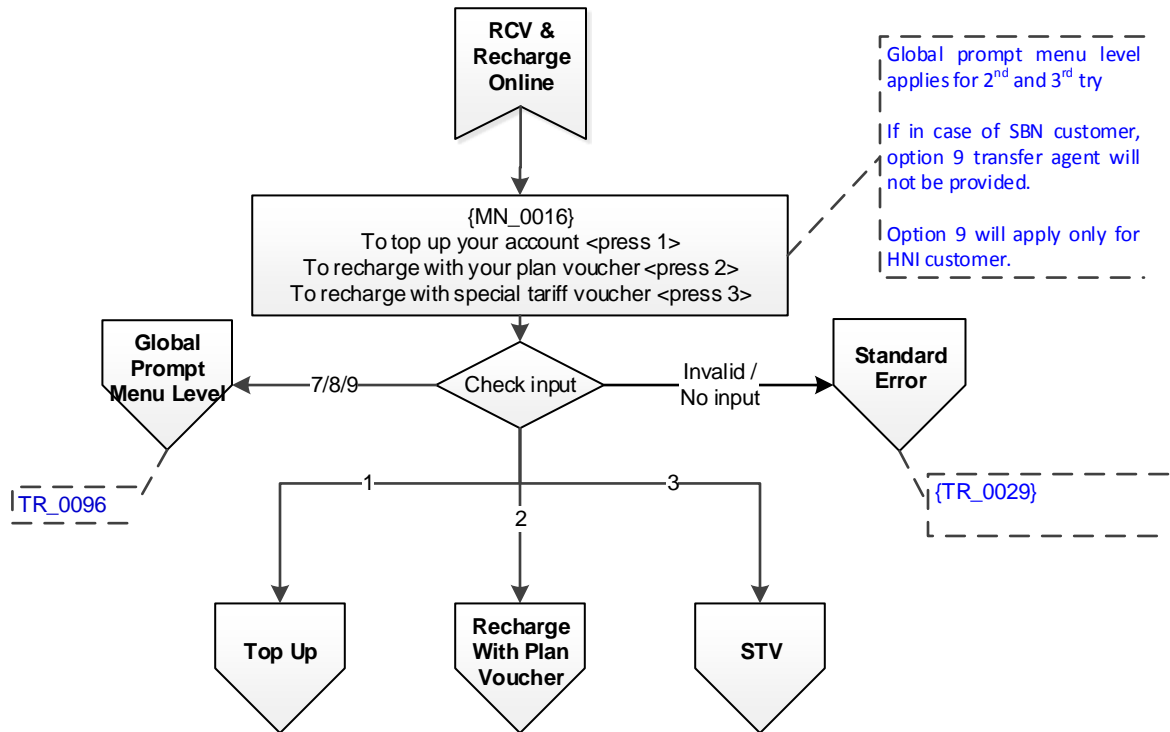 RCV &
Recharge
Online
Global prompt menu level
applies for 2nd and 3rd try
If in case of SBN customer,
option 9 transfer agent will
not be provided.
Option 9 will apply only for
HNI customer.
{MN_0016}
To top up your account <press 1>
To recharge with your plan voucher <press 2>
To recharge with special tariff voucher <press 3>
Global
Prompt
Menu Level
7/8/9
Check input
Invalid /
No input
Standard
Error
TR_0096
{TR_0029}
1
2
3
Top Up
Recharge
With Plan
Voucher
STV